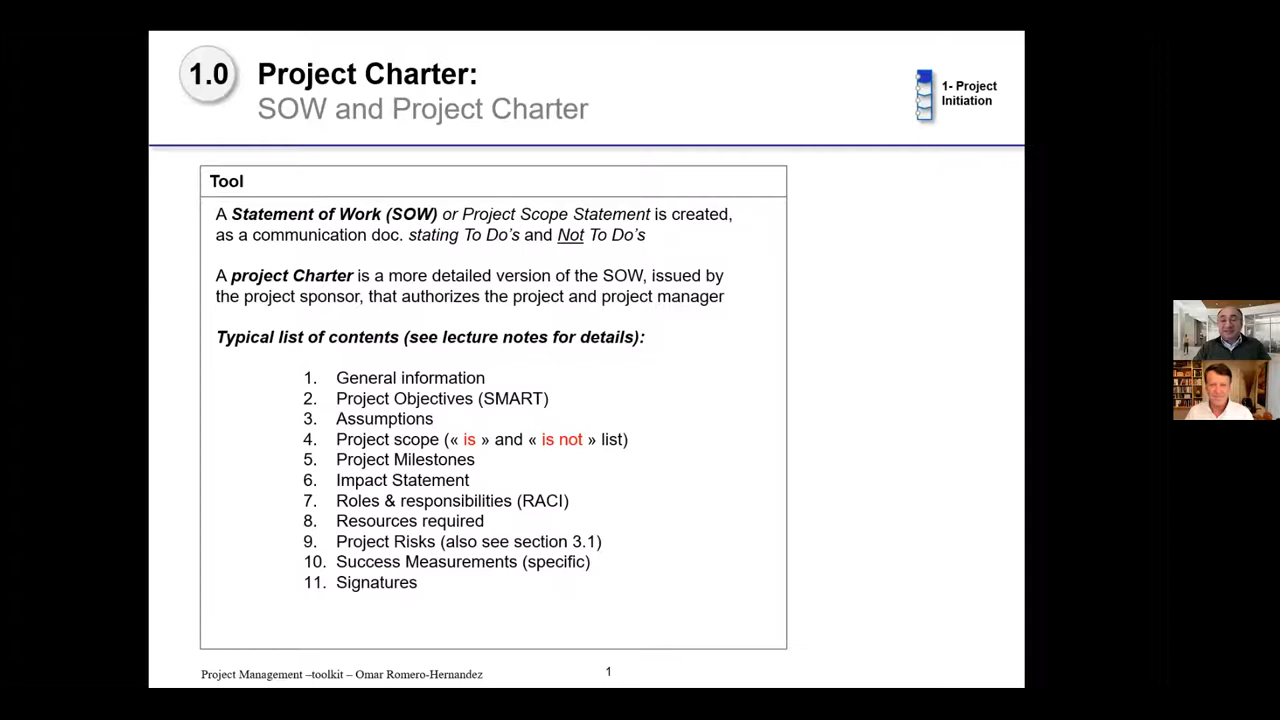 1.0
Project Charter:
SOW and Project Charter
1- Project
Initiation
Tool
A Statement of Work (SOW) or Project Scope Statement is created,
as a communication doc. stating To Do's and Not To Do's
A project Charter is a more detailed version of the SOW, issued by
the project sponsor, that authorizes the project and project manager
Typical list of contents (see lecture notes for details):
1. General information
2. Project Objectives (SMART)
3. Assumptions
4. Project scope (« is » and « is not » list)
5. Project Milestones
6. Impact Statement
7. Roles & responsibilities (RACI)
8. Resources required
9. Project Risks (also see section 3.1)
10. Success Measurements (specific)
11. Signatures
Project Management –toolkit – Omar Romero-Hernandez
1